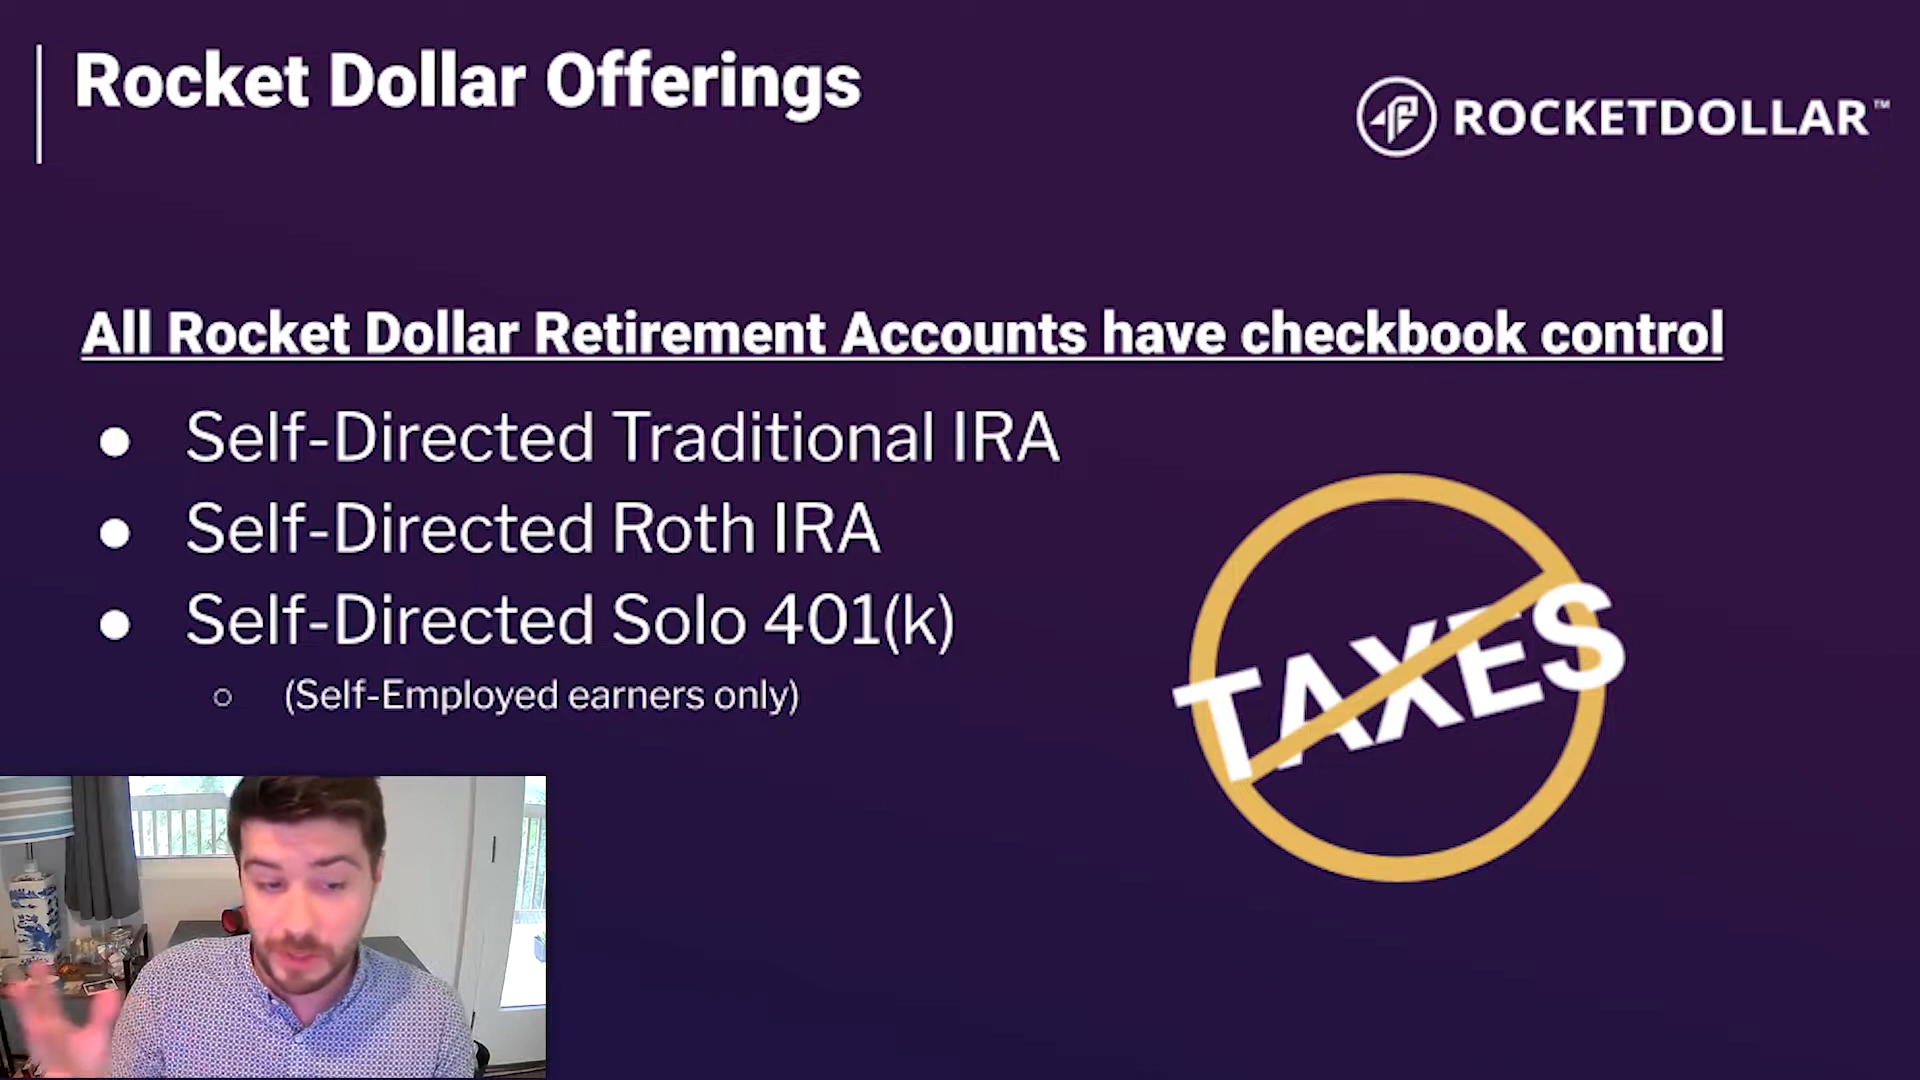 Rocket Dollar Offerings
ROCKETDOLLAR™
All Rocket Dollar Retirement Accounts have checkbook control
● Self-Directed Traditional IRA
● Self-Directed Roth IRA
● Self-Directed Solo 401(k)
○ (Self-Employed earners only)
TAXES